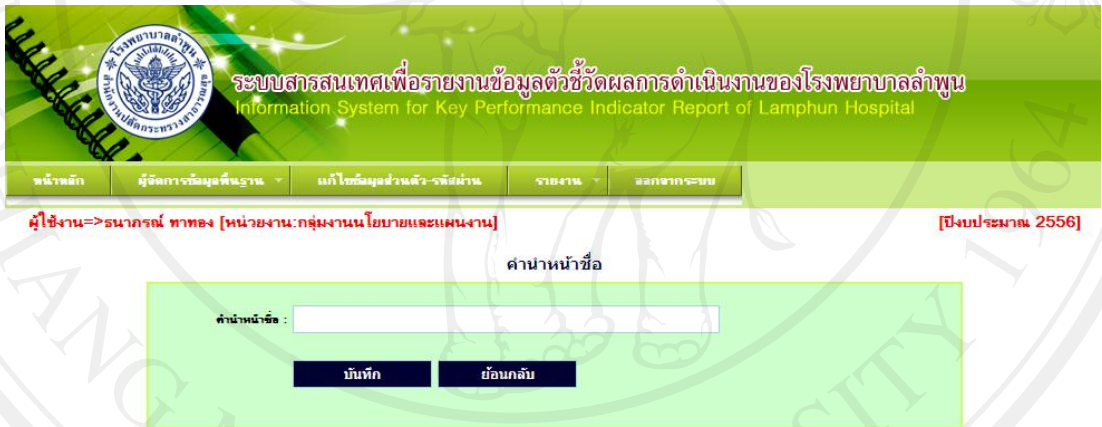 ระบบสารสนเทศเพื่อรายงานข้อมูลตัวชี้วัดผลการดำเนินงานของโรงพยาบาลลำพูน
Information System for Key Performance Indicator Report of Lamphun Hospital
หน้าหลัก ผู้จัดการข้อมูลพื้นฐาน แก้ไขข้อมูลส่วนตัว-รหัสผ่าน รายงาน ออกจากระบบ
ผู้ใช้งาน=>ธนาภรณ์ ทาทอง [หน่วยงาน:กลุ่มงานนโยบายและแผนงาน] [ปีงบประมาณ 2556]
คำนำหน้าชื่อ
คำนำหน้าชื่อ :
บันทึก ย้อนกลับ